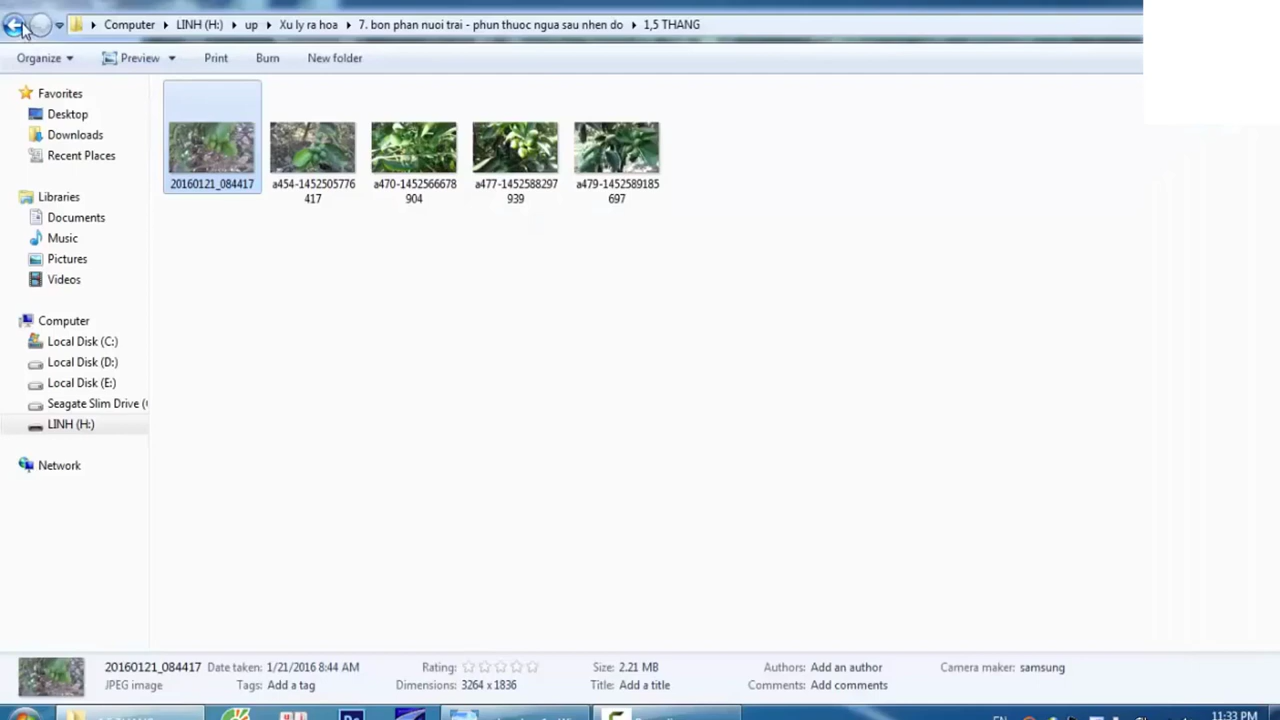 Computer LINH (H:) up Xu ly ra hoa 7. bon phan nuoi trai - phun thuoc ngua sau nhen do 1,5 THANG
Organize Preview Print Burn New folder
Favorites
Desktop
Downloads
Recent Places
Libraries
Documents
Music
Pictures
Videos
Computer
Local Disk (C:)
Local Disk (D:)
Local Disk (E:)
Seagate Slim Drive (
LINH (H:)
Network
20160121_084417
a454-1452505776
417
a470-1452566678
904
a477-1452588297
939
a479-1452589185
697
20160121_084417 Date taken: 1/21/2016 8:44 AM Rating: Size: 2.21 MB Authors: Add an author Camera maker: samsung
JPEG image Tags: Add a tag Dimensions: 3264 x 1836 Title: Add a title Comments: Add comments
EN 11:33 PM